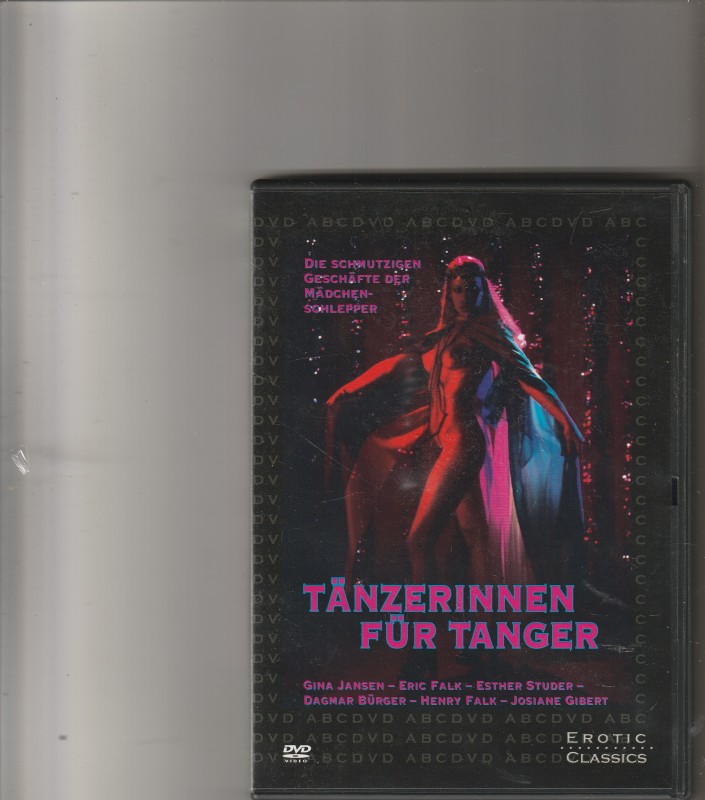 DVD ABCDVD ABCDVD ABCDVD ABC
DIE SCHMUTZIGEN
GESCHÄFTE DER
MÄDCHEN-
SCHLEPPER
TÄNZERINNEN
FÜR TANGER
GINA JANSEN – ERIC FALK – ESTHER STUDER –
DAGMAR BÜRGER – HENRY FALK – JOSIANE GIBERT
DVD ABCDVD ABCDVD ABCDVD ABC
DVD
VIDEO
EROTIC
CLASSICS